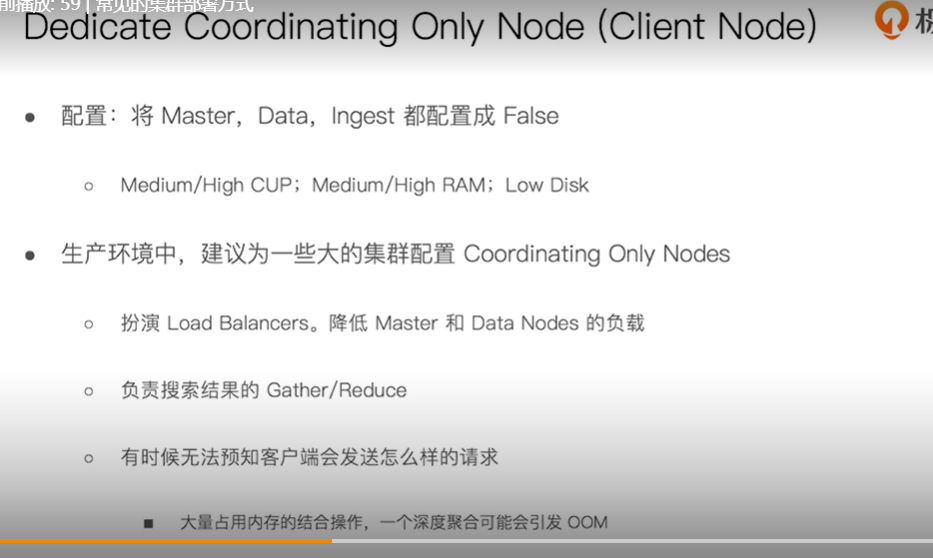 前播放: 59 | 常见的集群部署方式
Dedicate Coordinating Only Node (Client Node)
配置：将 Master，Data，Ingest 都配置成 False
Medium/High CUP；Medium/High RAM；Low Disk
生产环境中，建议为一些大的集群配置 Coordinating Only Nodes
扮演 Load Balancers。降低 Master 和 Data Nodes 的负载
负责搜索结果的 Gather/Reduce
有时候无法预知客户端会发送怎么样的请求
大量占用内存的结合操作，一个深度聚合可能会引发 OOM